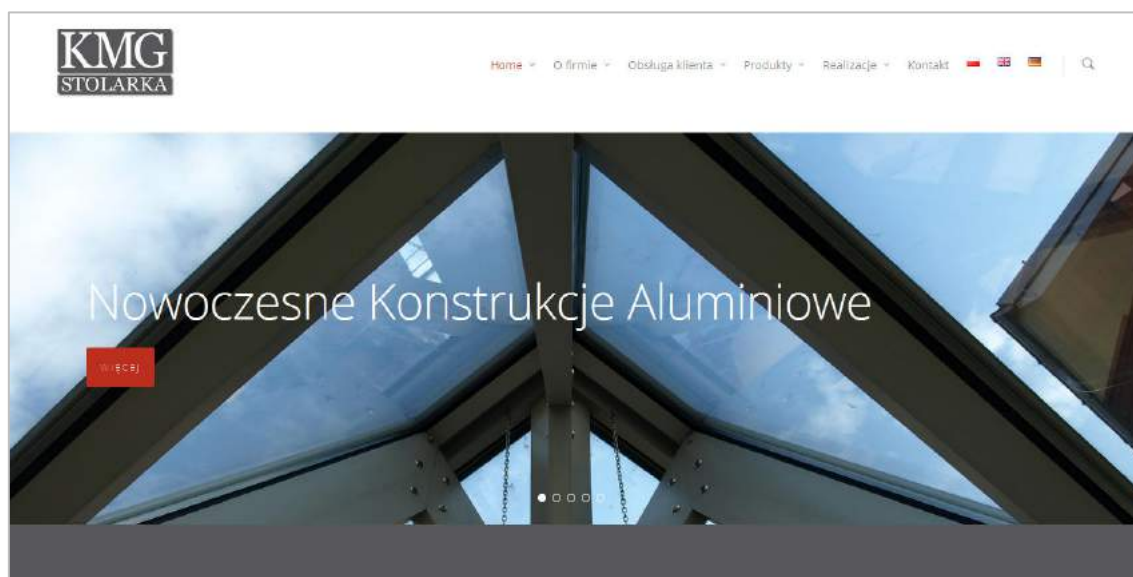 KMG
STOLARKA
Home O firmie Obsługa klienta Produkty Realizacje Kontakt
Nowoczesne Konstrukcje Aluminiowe
WIĘCEJ